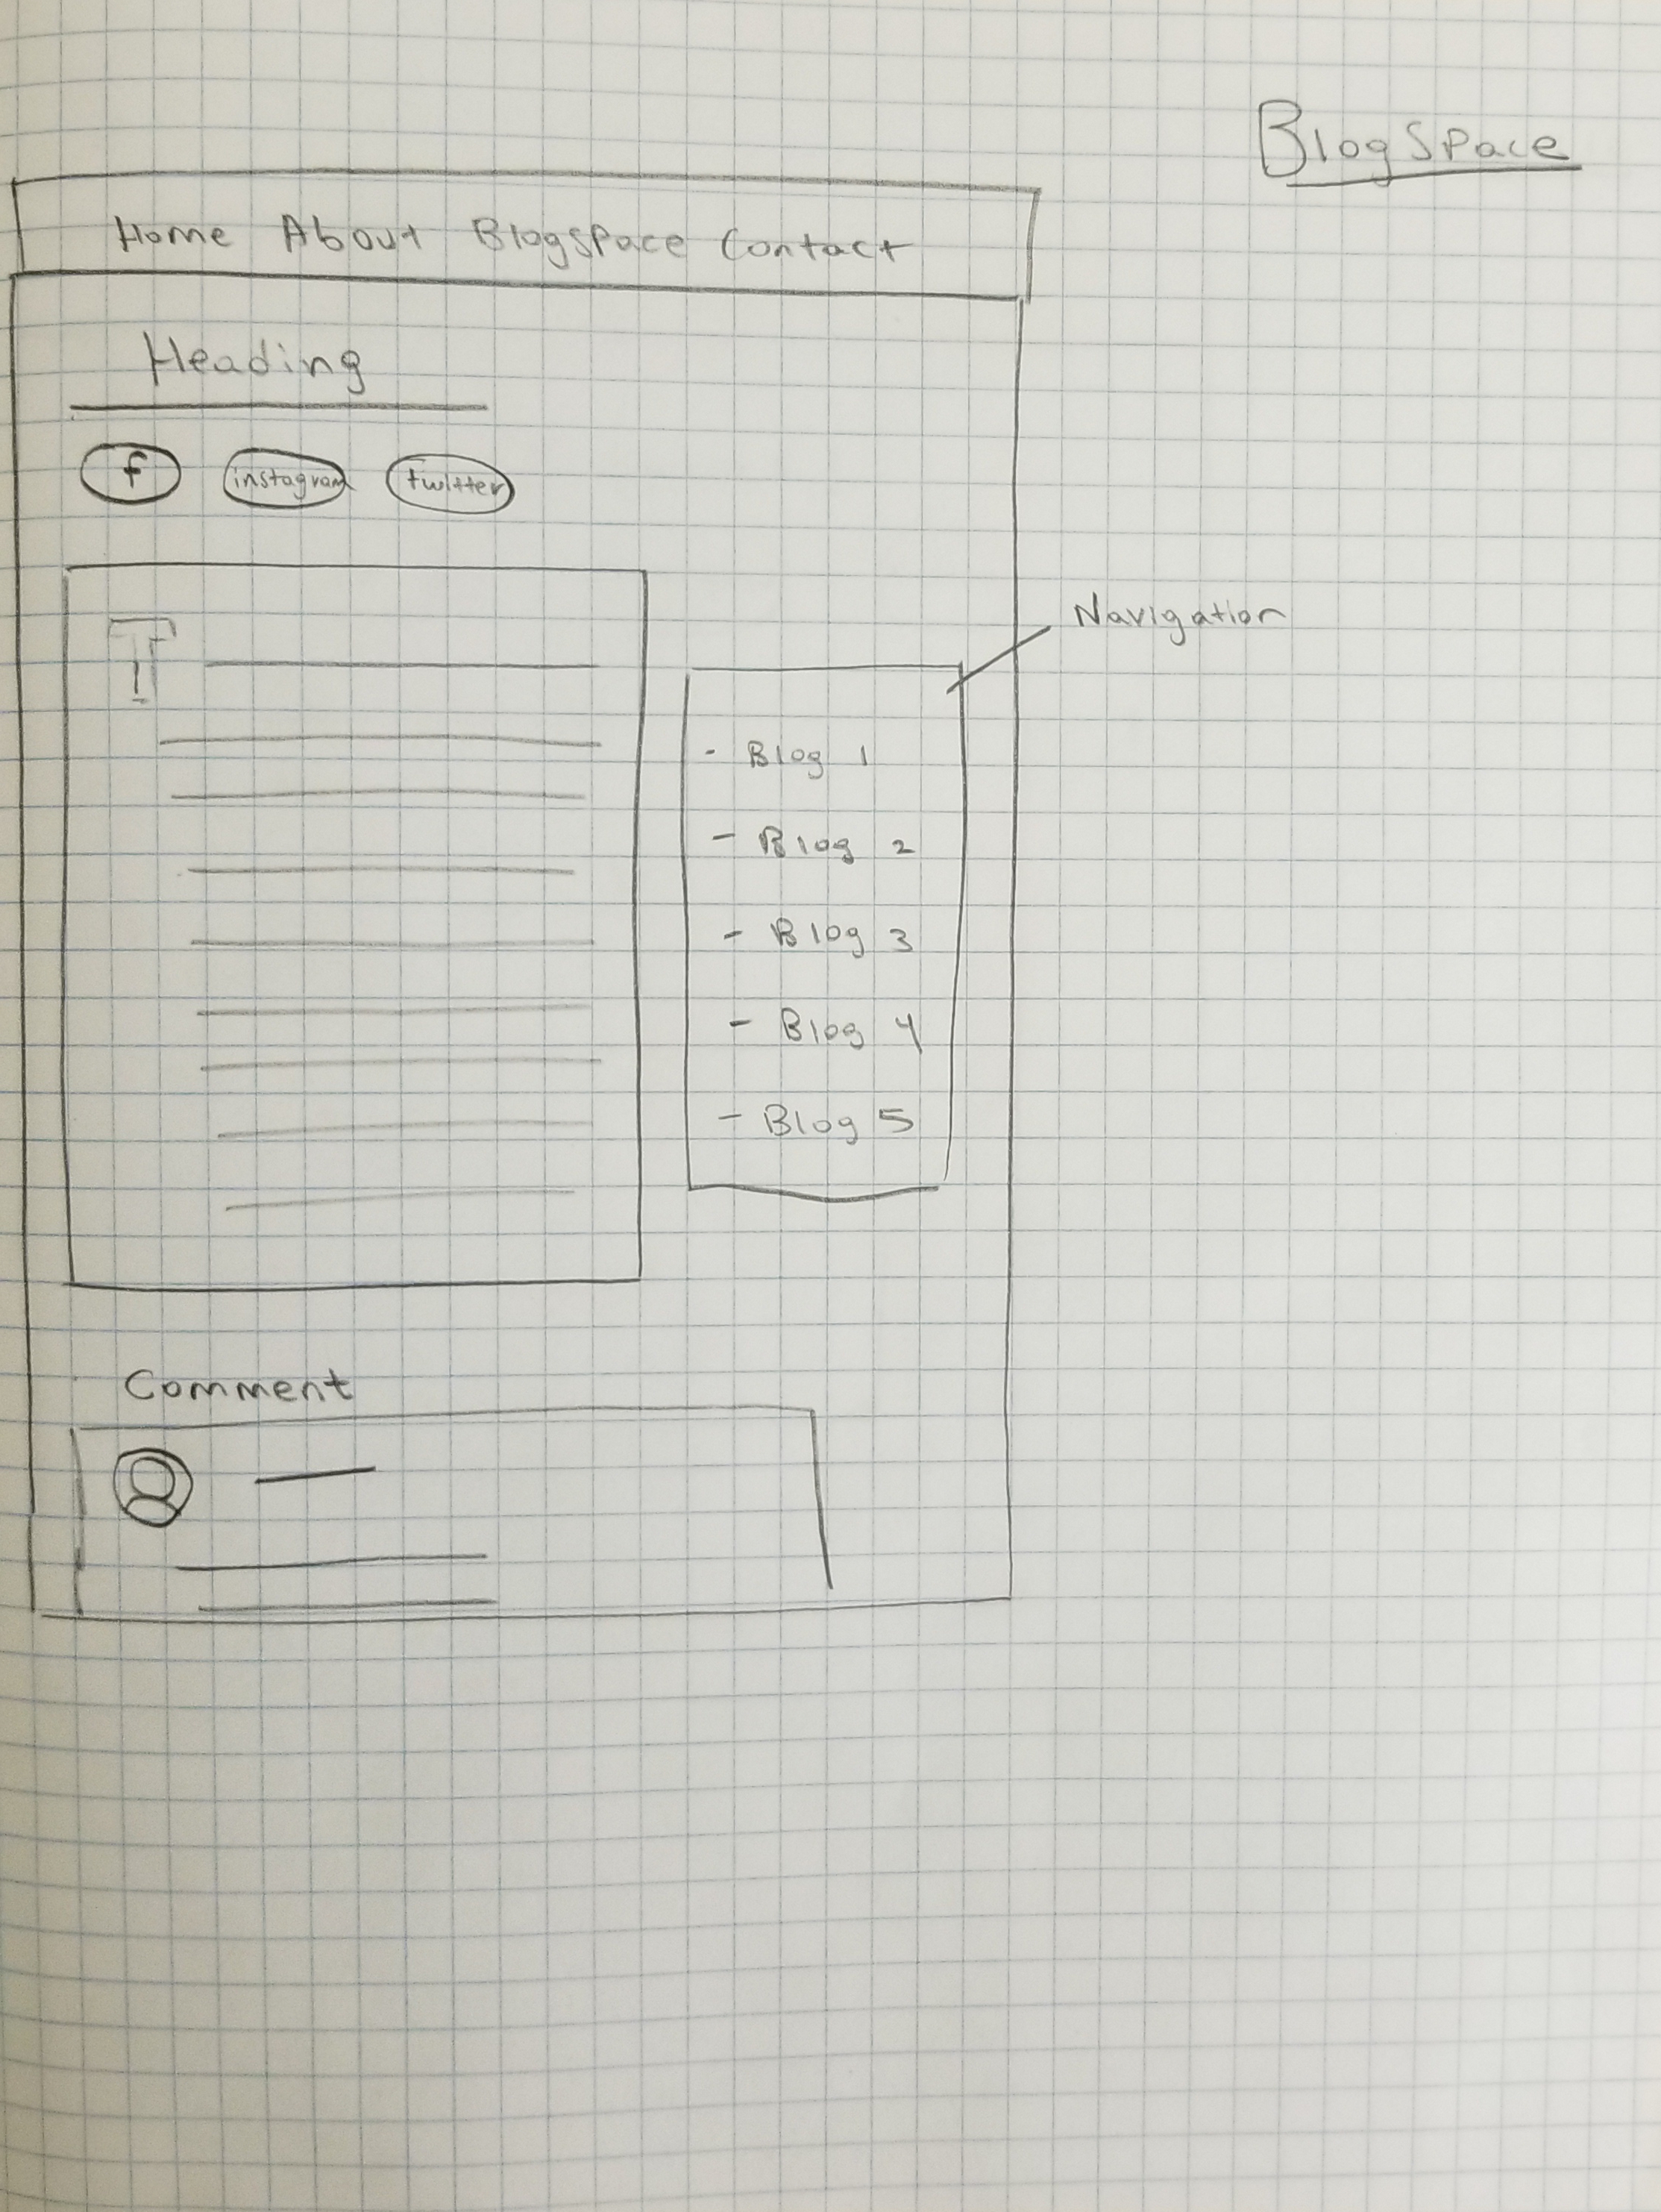 BlogSpace
Home About Blogspace Contact
Heading
f instagram twitter
T
Navigation
- Blog 1
- Blog 2
- Blog 3
- Blog 4
- Blog 5
Comment